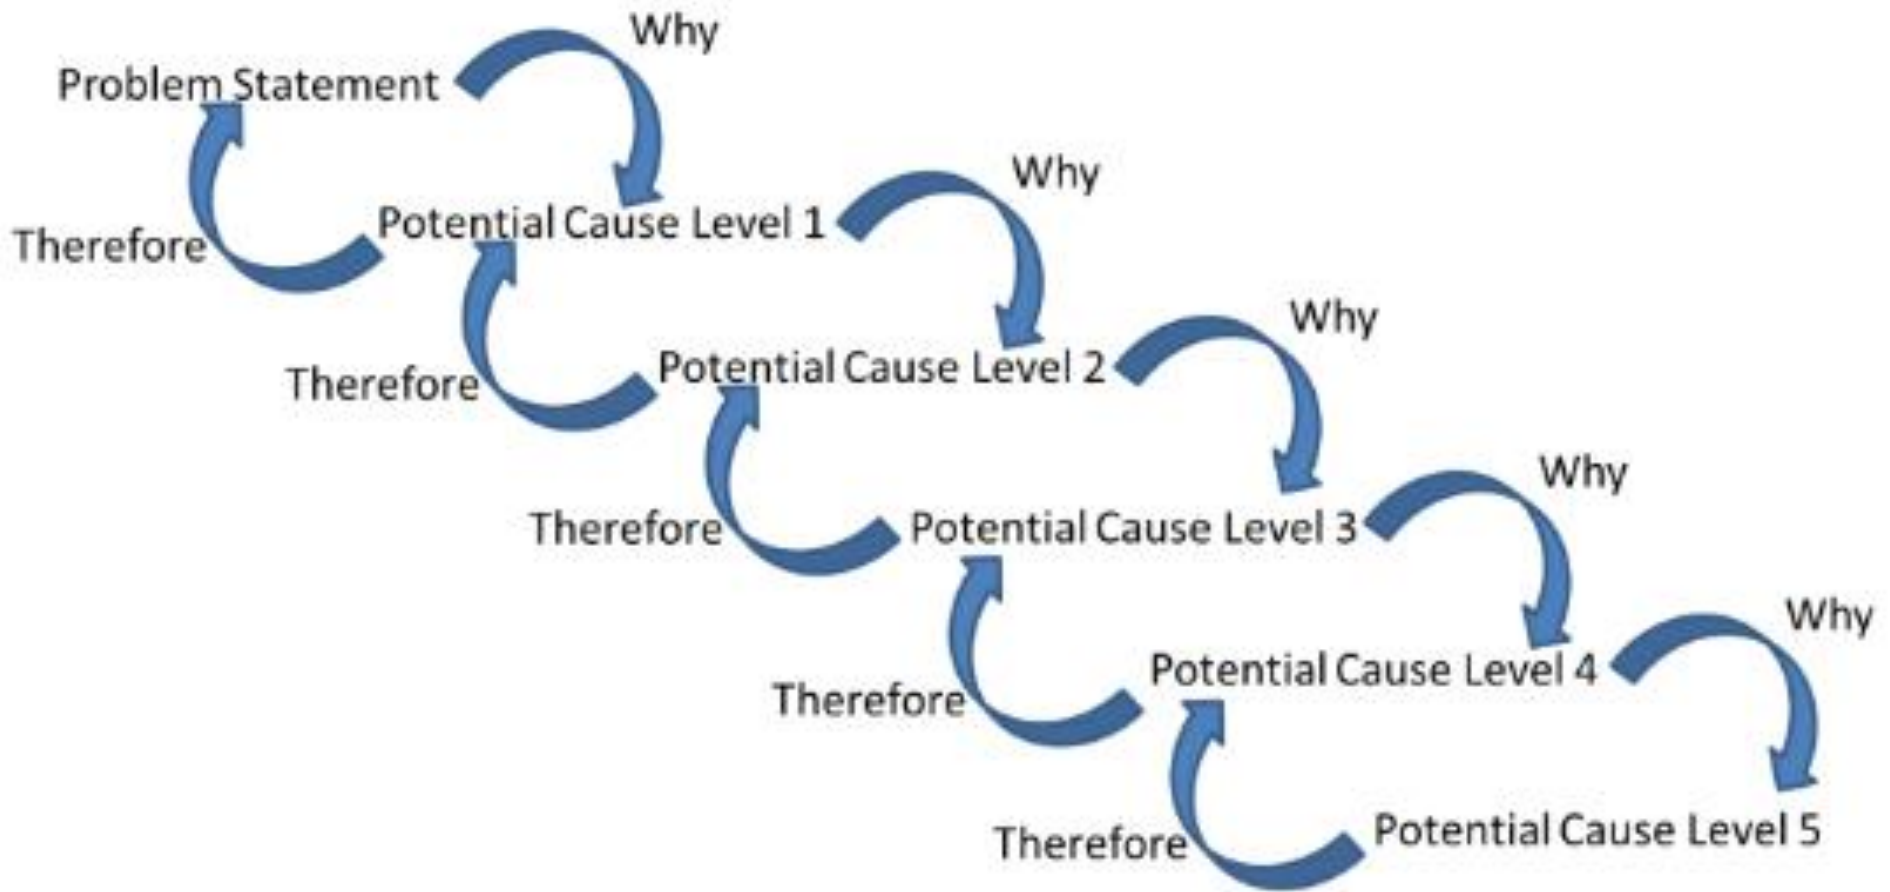 Why
Problem Statement
Why
Potential Cause Level 1
Therefore
Why
Potential Cause Level 2
Therefore
Why
Potential Cause Level 3
Therefore
Why
Potential Cause Level 4
Therefore
Potential Cause Level 5
Therefore